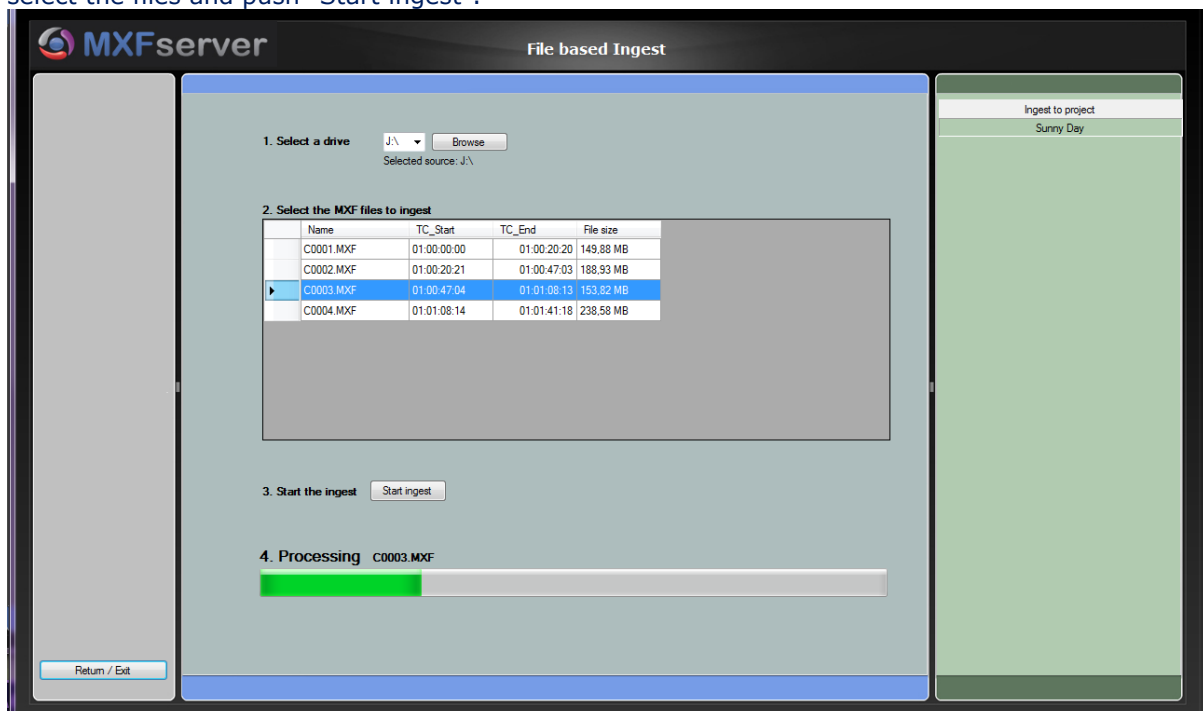 select the files and push "Start ingest".
MXFserver
File based Ingest
Ingest to project
Sunny Day
1. Select a drive
J:\
Browse
Selected source: J:\
2. Select the MXF files to ingest
Name TC_Start TC_End File size
C0001.MXF 01:00:00:00 01:00:20:20 149,88 MB
C0002.MXF 01:00:20:21 01:00:47:03 188,93 MB
C0003.MXF 01:00:47:04 01:01:08:13 153,82 MB
C0004.MXF 01:01:08:14 01:01:41:18 238,58 MB
3. Start the ingest
Start ingest
4. Processing C0003.MXF
Return / Exit